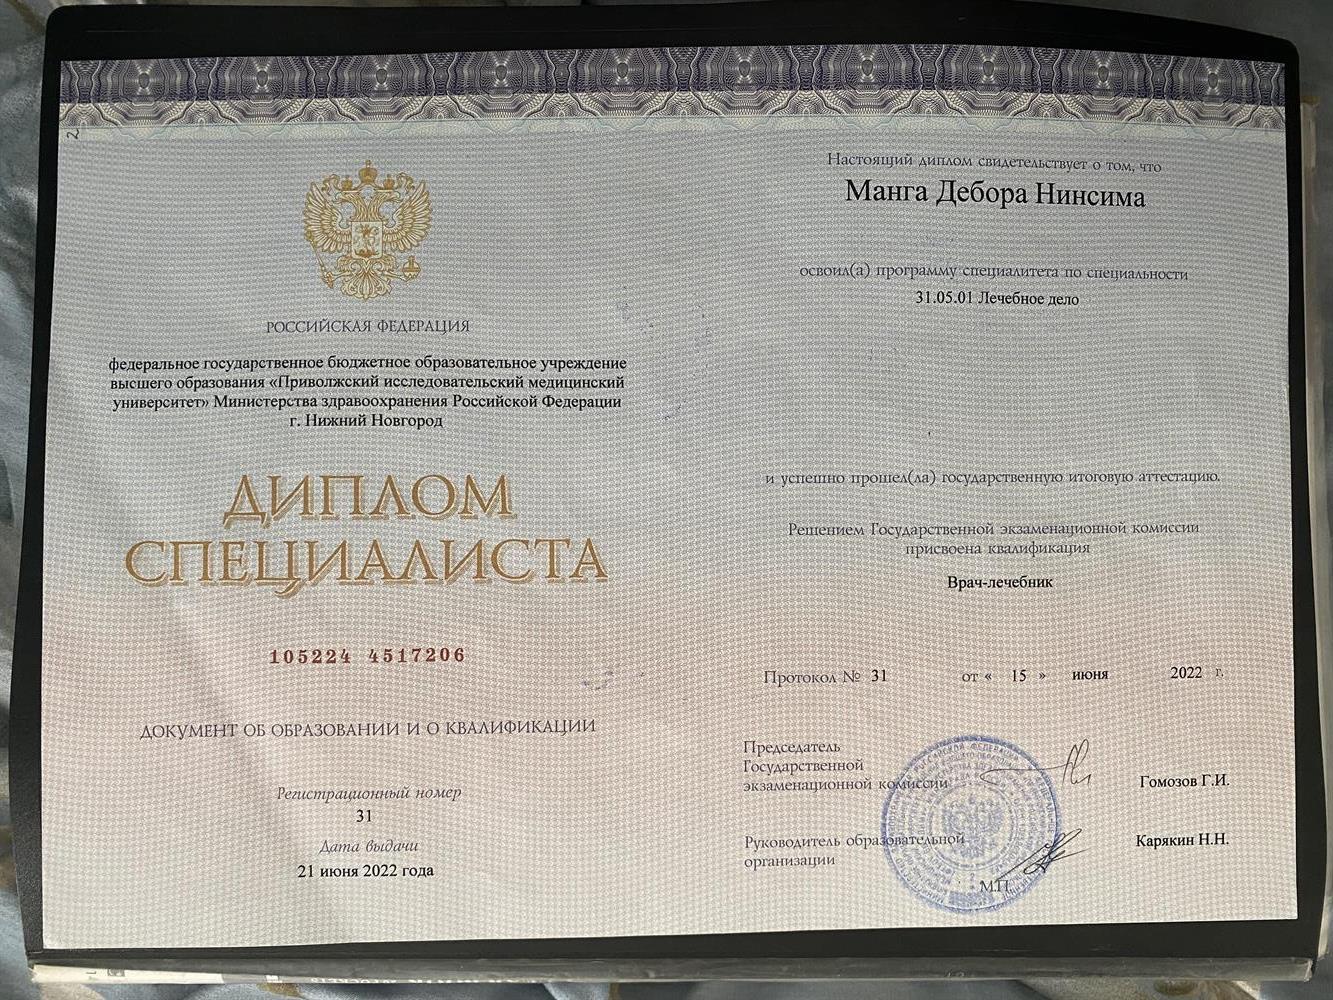 РОССИЙСКАЯ ФЕДЕРАЦИЯ
федеральное государственное бюджетное образовательное учреждение
высшего образования «Приволжский исследовательский медицинский
университет» Министерства здравоохранения Российской Федерации
г. Нижний Новгород
ДИПЛОМ
СПЕЦИАЛИСТА
105224 4517206
ДОКУМЕНТ ОБ ОБРАЗОВАНИИ И О КВАЛИФИКАЦИИ
Регистрационный номер
31
Дата выдачи
21 июня 2022 года
Настоящий диплом свидетельствует о том, что
Манга Дебора Нинсима
освоил(а) программу специалитета по специальности
31.05.01 Лечебное дело
и успешно прошел(ла) государственную итоговую аттестацию.
Решением Государственной экзаменационной комиссии
присвоена квалификация
Врач-лечебник
Протокол № 31 от « 15 » июня 2022 г.
Председатель
Государственной
экзаменационной комиссии Гомозов Г.И.
Руководитель образовательной Карякин Н.Н.
организации
М.П.